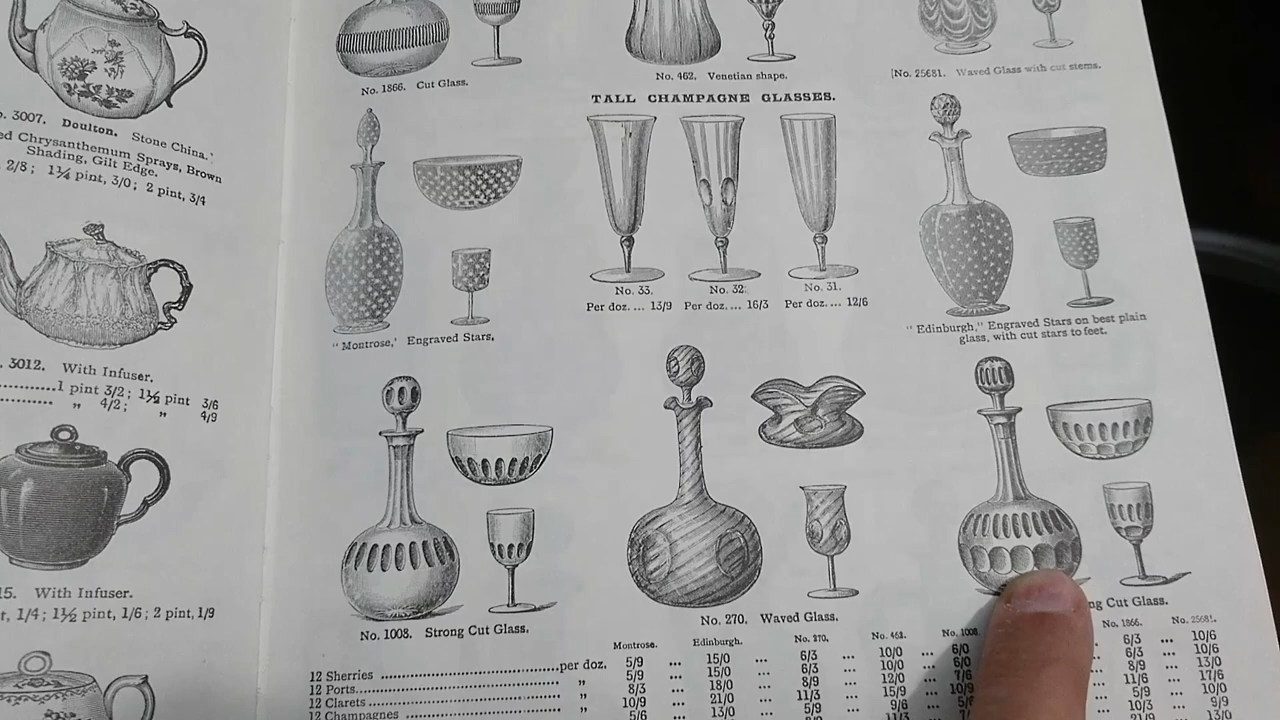 3007. Doulton. Stone China.
Chrysanthemum Sprays, Brown
Shading, Gilt Edge.
2/8; 1¼ pint, 3/0; 2 pint, 3/4
3012. With Infuser.
............1 pint 3/2; 1½ pint 3/6
........... „ 4/2; „ 4/9
15. With Infuser.
1/4; 1½ pint, 1/6; 2 pint, 1/9
No. 1866. Cut Glass.
No. 462. Venetian shape.
No. 25681. Waved Glass with cut stems.
TALL CHAMPAGNE GLASSES.
No. 33. No. 32. No. 31.
Per doz. ... 13/9 Per doz. ... 16/3 Per doz. ... 12/6
"Montrose,' Engraved Stars,
"Edinburgh," Engraved Stars on best plain
glass, with cut stars to feet.
No. 1008. Strong Cut Glass.
No. 270. Waved Glass.
Cut Glass.
Montrose. Edinburgh. No. 270. No. 462. No. 1008. No. 1866. No. 25681.
12 Sherries ..............................per doz. 5/9 ... 15/0 ... 6/3 ... 10/0 ... 6/0 6/3 ... 10/6
12 Ports.............................. „ 5/9 ... 15/0 ... 6/3 ... 10/0 ... 6/0 6/3 ... 10/6
12 Clarets .............................. „ 8/3 ... 18/0 ... 8/9 ... 12/0 ... 7/6 8/9 ... 13/0
12 Champagnes .............................. „ 10/9 ... 21/0 ... 11/3 ... 15/9 ... 10/9 11/6 ... 17/6
5/6 13/0 5/9 9/6 5/9 ... 10/0
10/3 ... 9/9